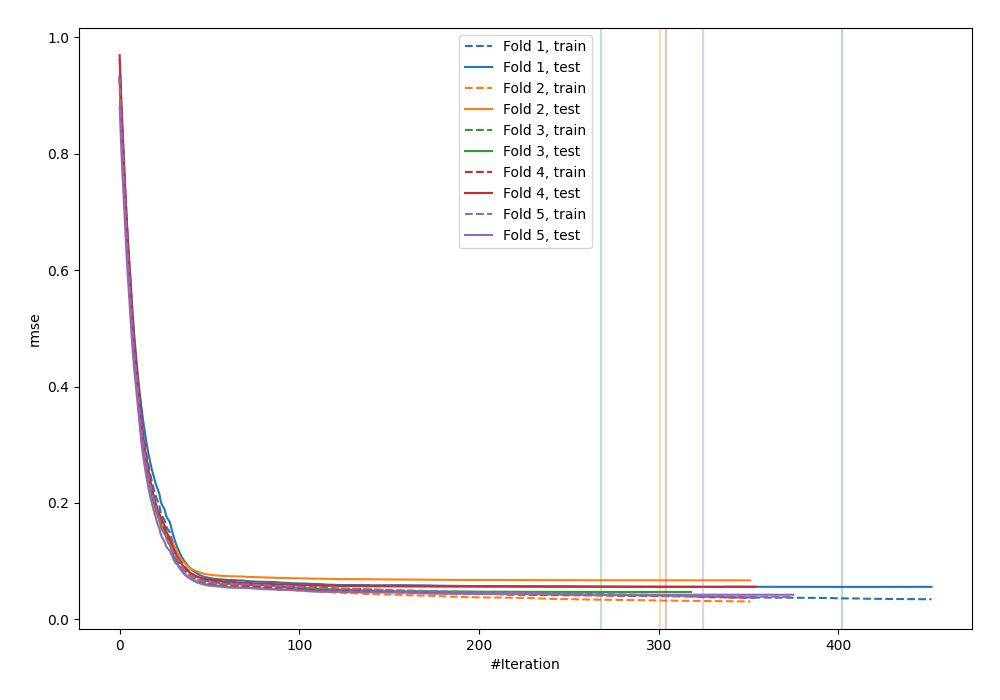 1.0
0.8
0.6
0.4
0.2
0.0
rmse
Fold 1, train
Fold 1, test
Fold 2, train
Fold 2, test
Fold 3, train
Fold 3, test
Fold 4, train
Fold 4, test
Fold 5, train
Fold 5, test
0 100 200 300 400
#Iteration